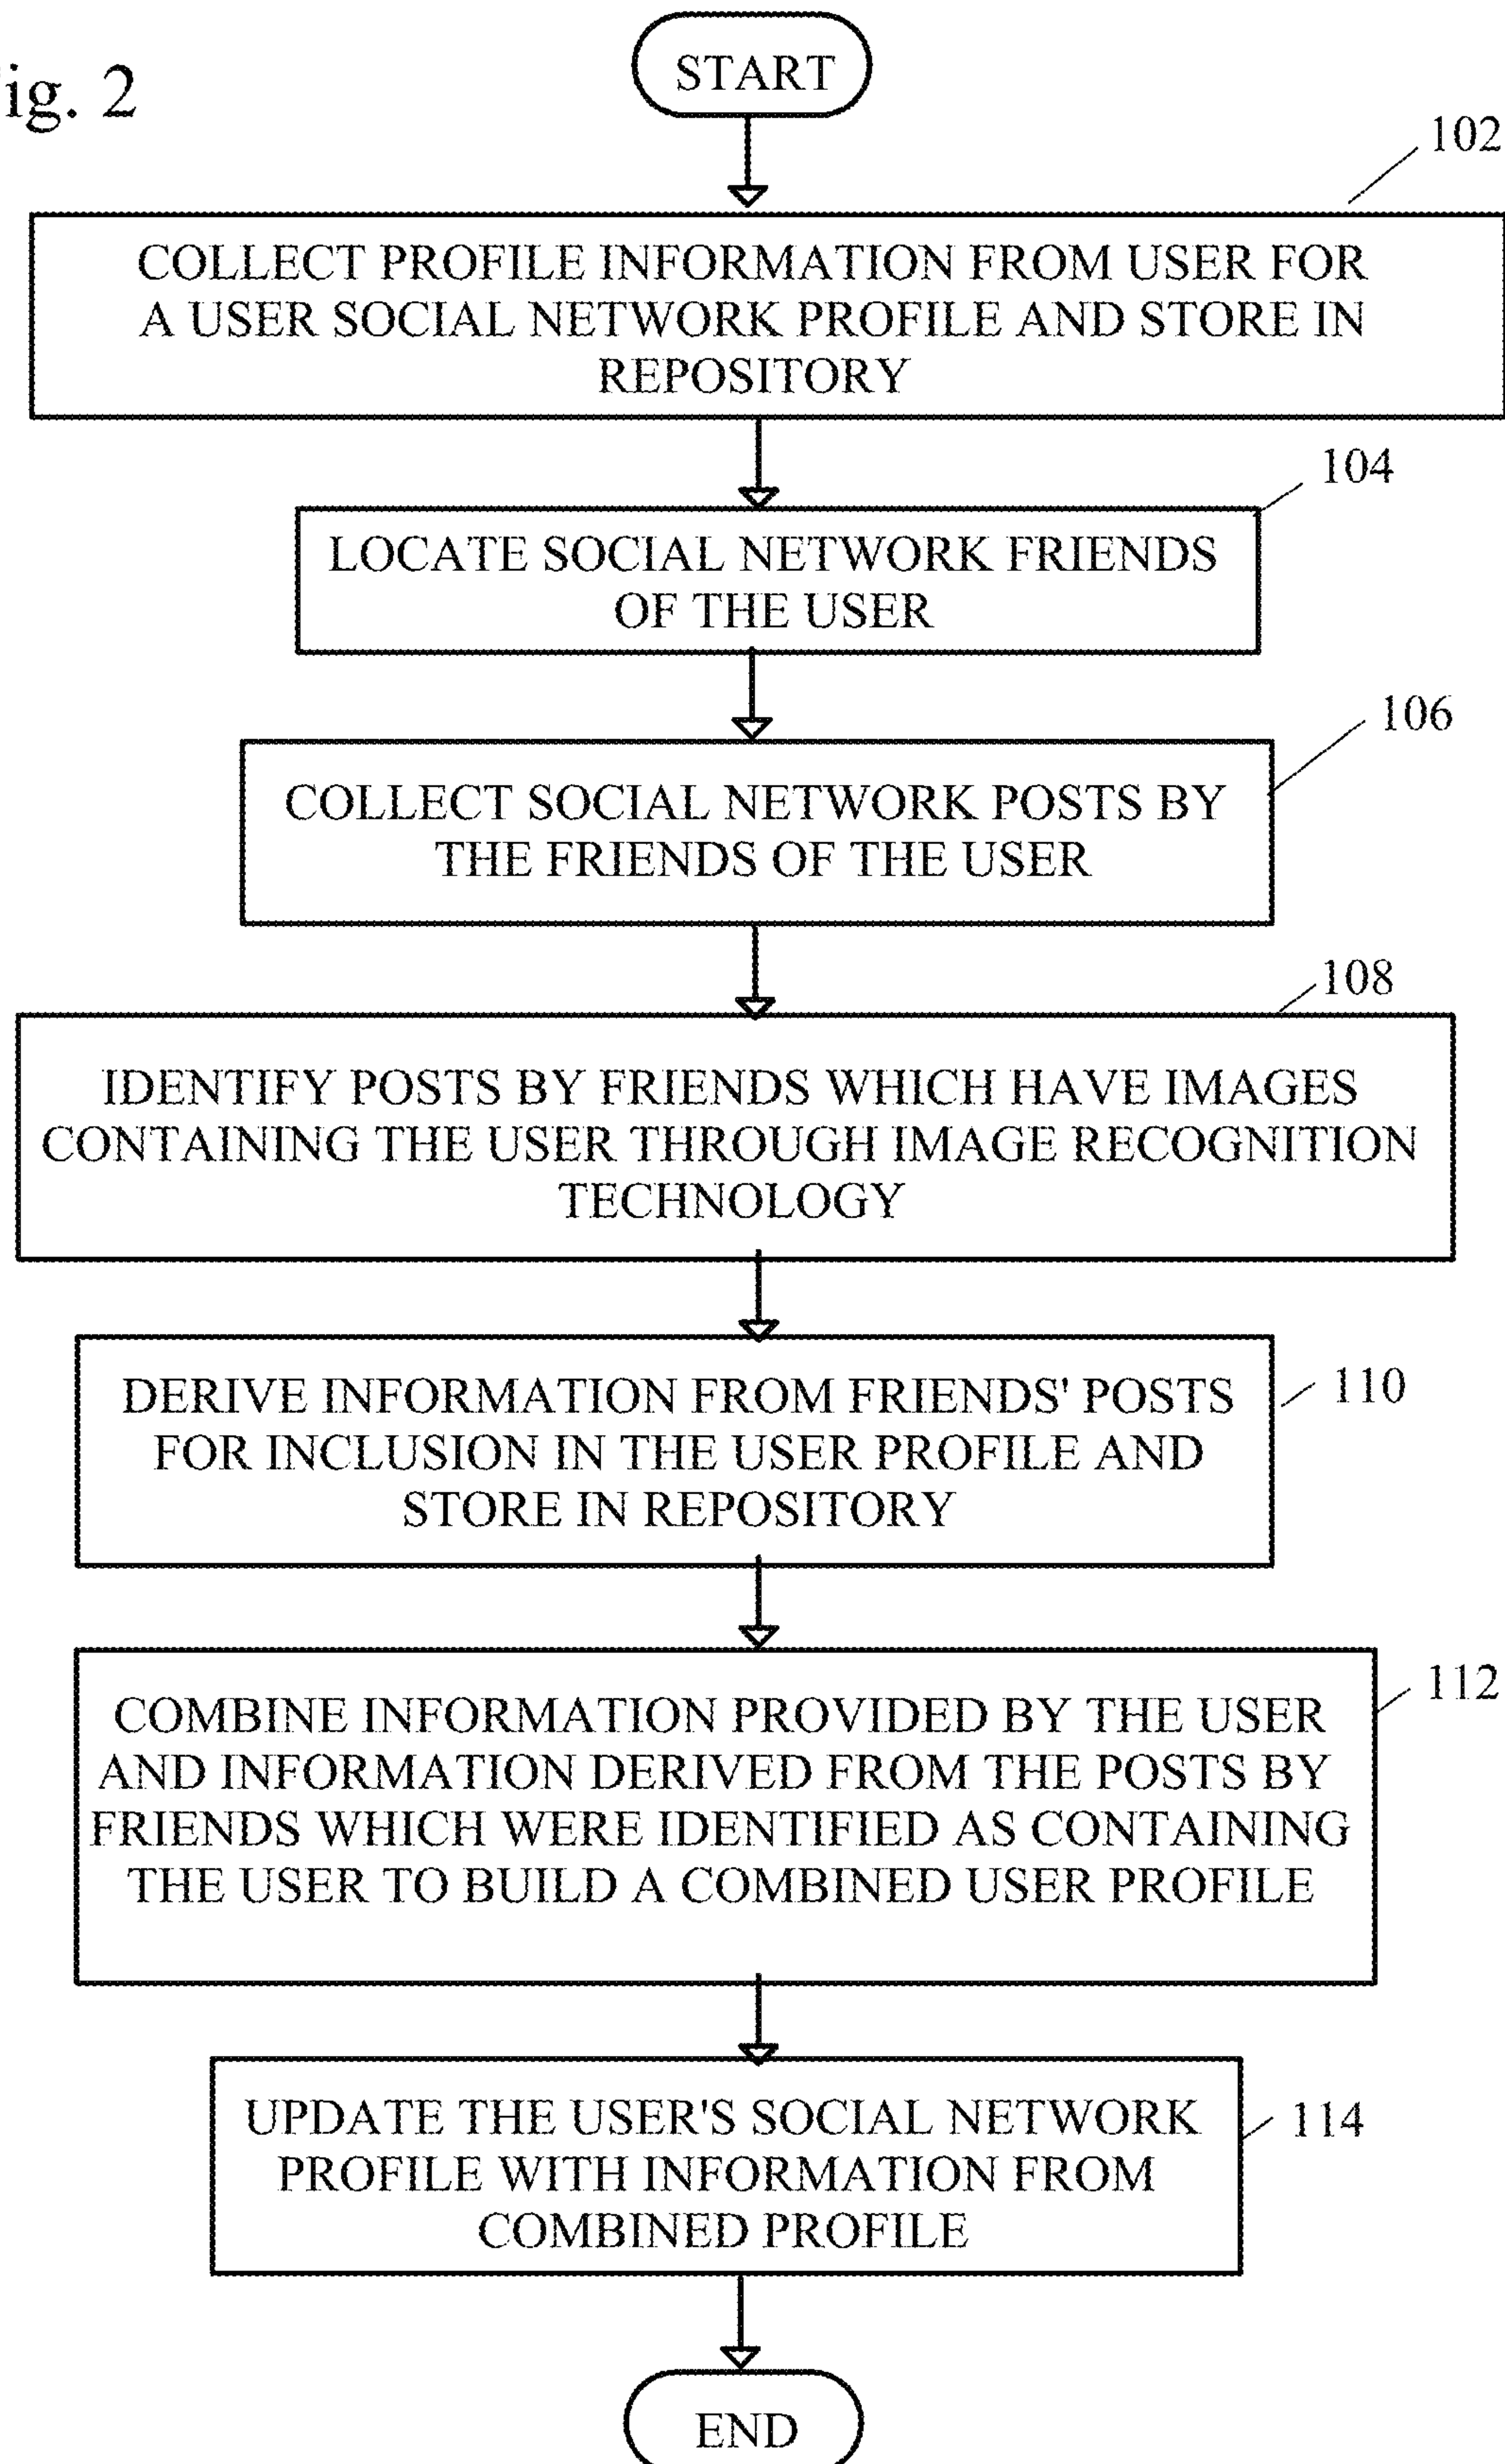 ig. 2
START
102
COLLECT PROFILE INFORMATION FROM USER FOR
A USER SOCIAL NETWORK PROFILE AND STORE IN
REPOSITORY
104
LOCATE SOCIAL NETWORK FRIENDS
OF THE USER
106
COLLECT SOCIAL NETWORK POSTS BY
THE FRIENDS OF THE USER
108
IDENTIFY POSTS BY FRIENDS WHICH HAVE IMAGES
CONTAINING THE USER THROUGH IMAGE RECOGNITION
TECHNOLOGY
110
DERIVE INFORMATION FROM FRIENDS' POSTS
FOR INCLUSION IN THE USER PROFILE AND
STORE IN REPOSITORY
112
COMBINE INFORMATION PROVIDED BY THE USER
AND INFORMATION DERIVED FROM THE POSTS BY
FRIENDS WHICH WERE IDENTIFIED AS CONTAINING
THE USER TO BUILD A COMBINED USER PROFILE
114
UPDATE THE USER'S SOCIAL NETWORK
PROFILE WITH INFORMATION FROM
COMBINED PROFILE
END